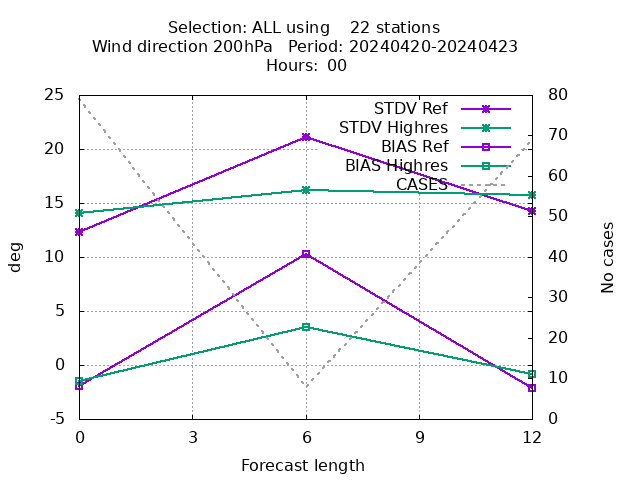 Selection: ALL using    22 stations
Wind direction 200hPa   Period: 20240420-20240423
Hours: 00
25
20
15
10
5
0
-5
deg
80
70
60
50
40
30
20
10
0
No cases
STDV Ref
STDV Highres
BIAS Ref
BIAS Highres
CASES
0 3 6 9 12
Forecast length